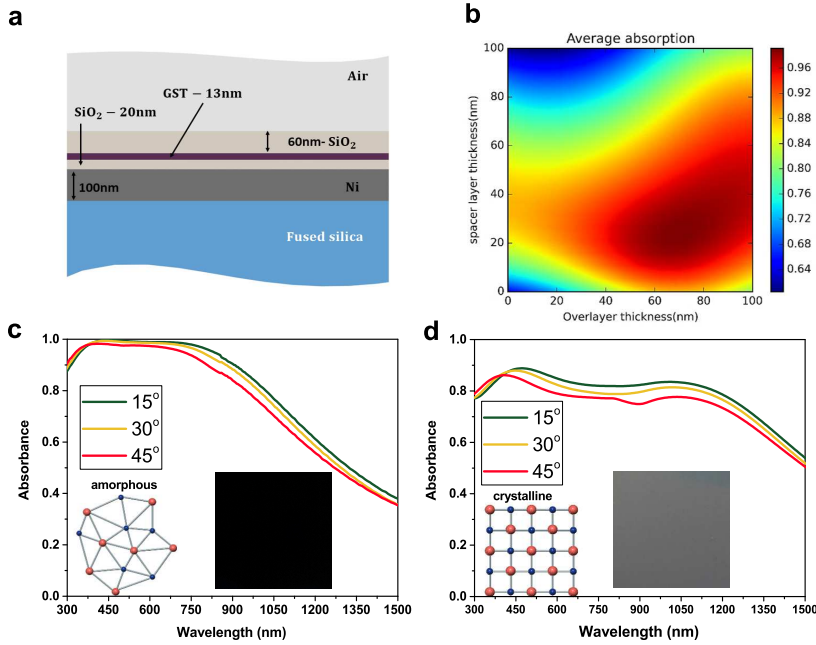 a
Air
GST − 13nm
SiO₂ − 20nm
60nm- SiO₂
100nm
Ni
Fused silica
b
Average absorption
spacer layer thickness(nm)
100
80
60
40
20
0
0 20 40 60 80 100
Overlayer thickness(nm)
0.96
0.92
0.88
0.84
0.80
0.76
0.72
0.68
0.64
c
Absorbance
1.0
0.8
0.6
0.4
0.2
0.0
15°
30°
45°
amorphous
300 450 600 750 900 1050 1200 1350 1500
Wavelength (nm)
d
Absorbance
1.0
0.8
0.6
0.4
0.2
0.0
15°
30°
45°
crystalline
300 450 600 750 900 1050 1200 1350 1500
Wavelength (nm)